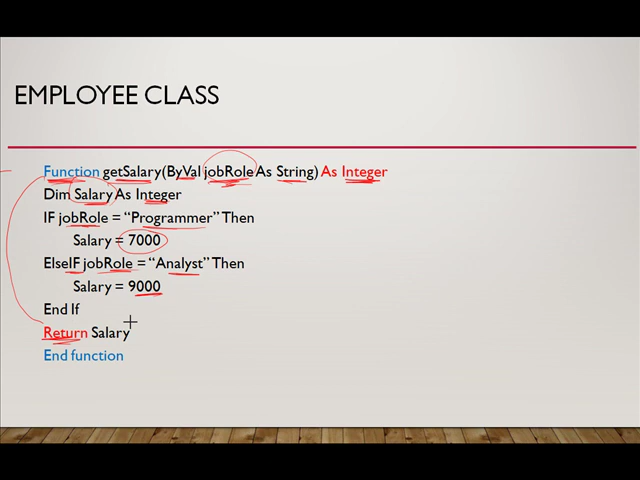 EMPLOYEE CLASS
Function getSalary(ByVal jobRole As String) As Integer
Dim Salary As Integer
IF jobRole = “Programmer” Then
Salary = 7000
ElseIF jobRole = “Analyst” Then
Salary = 9000
End If
Return Salary
End function